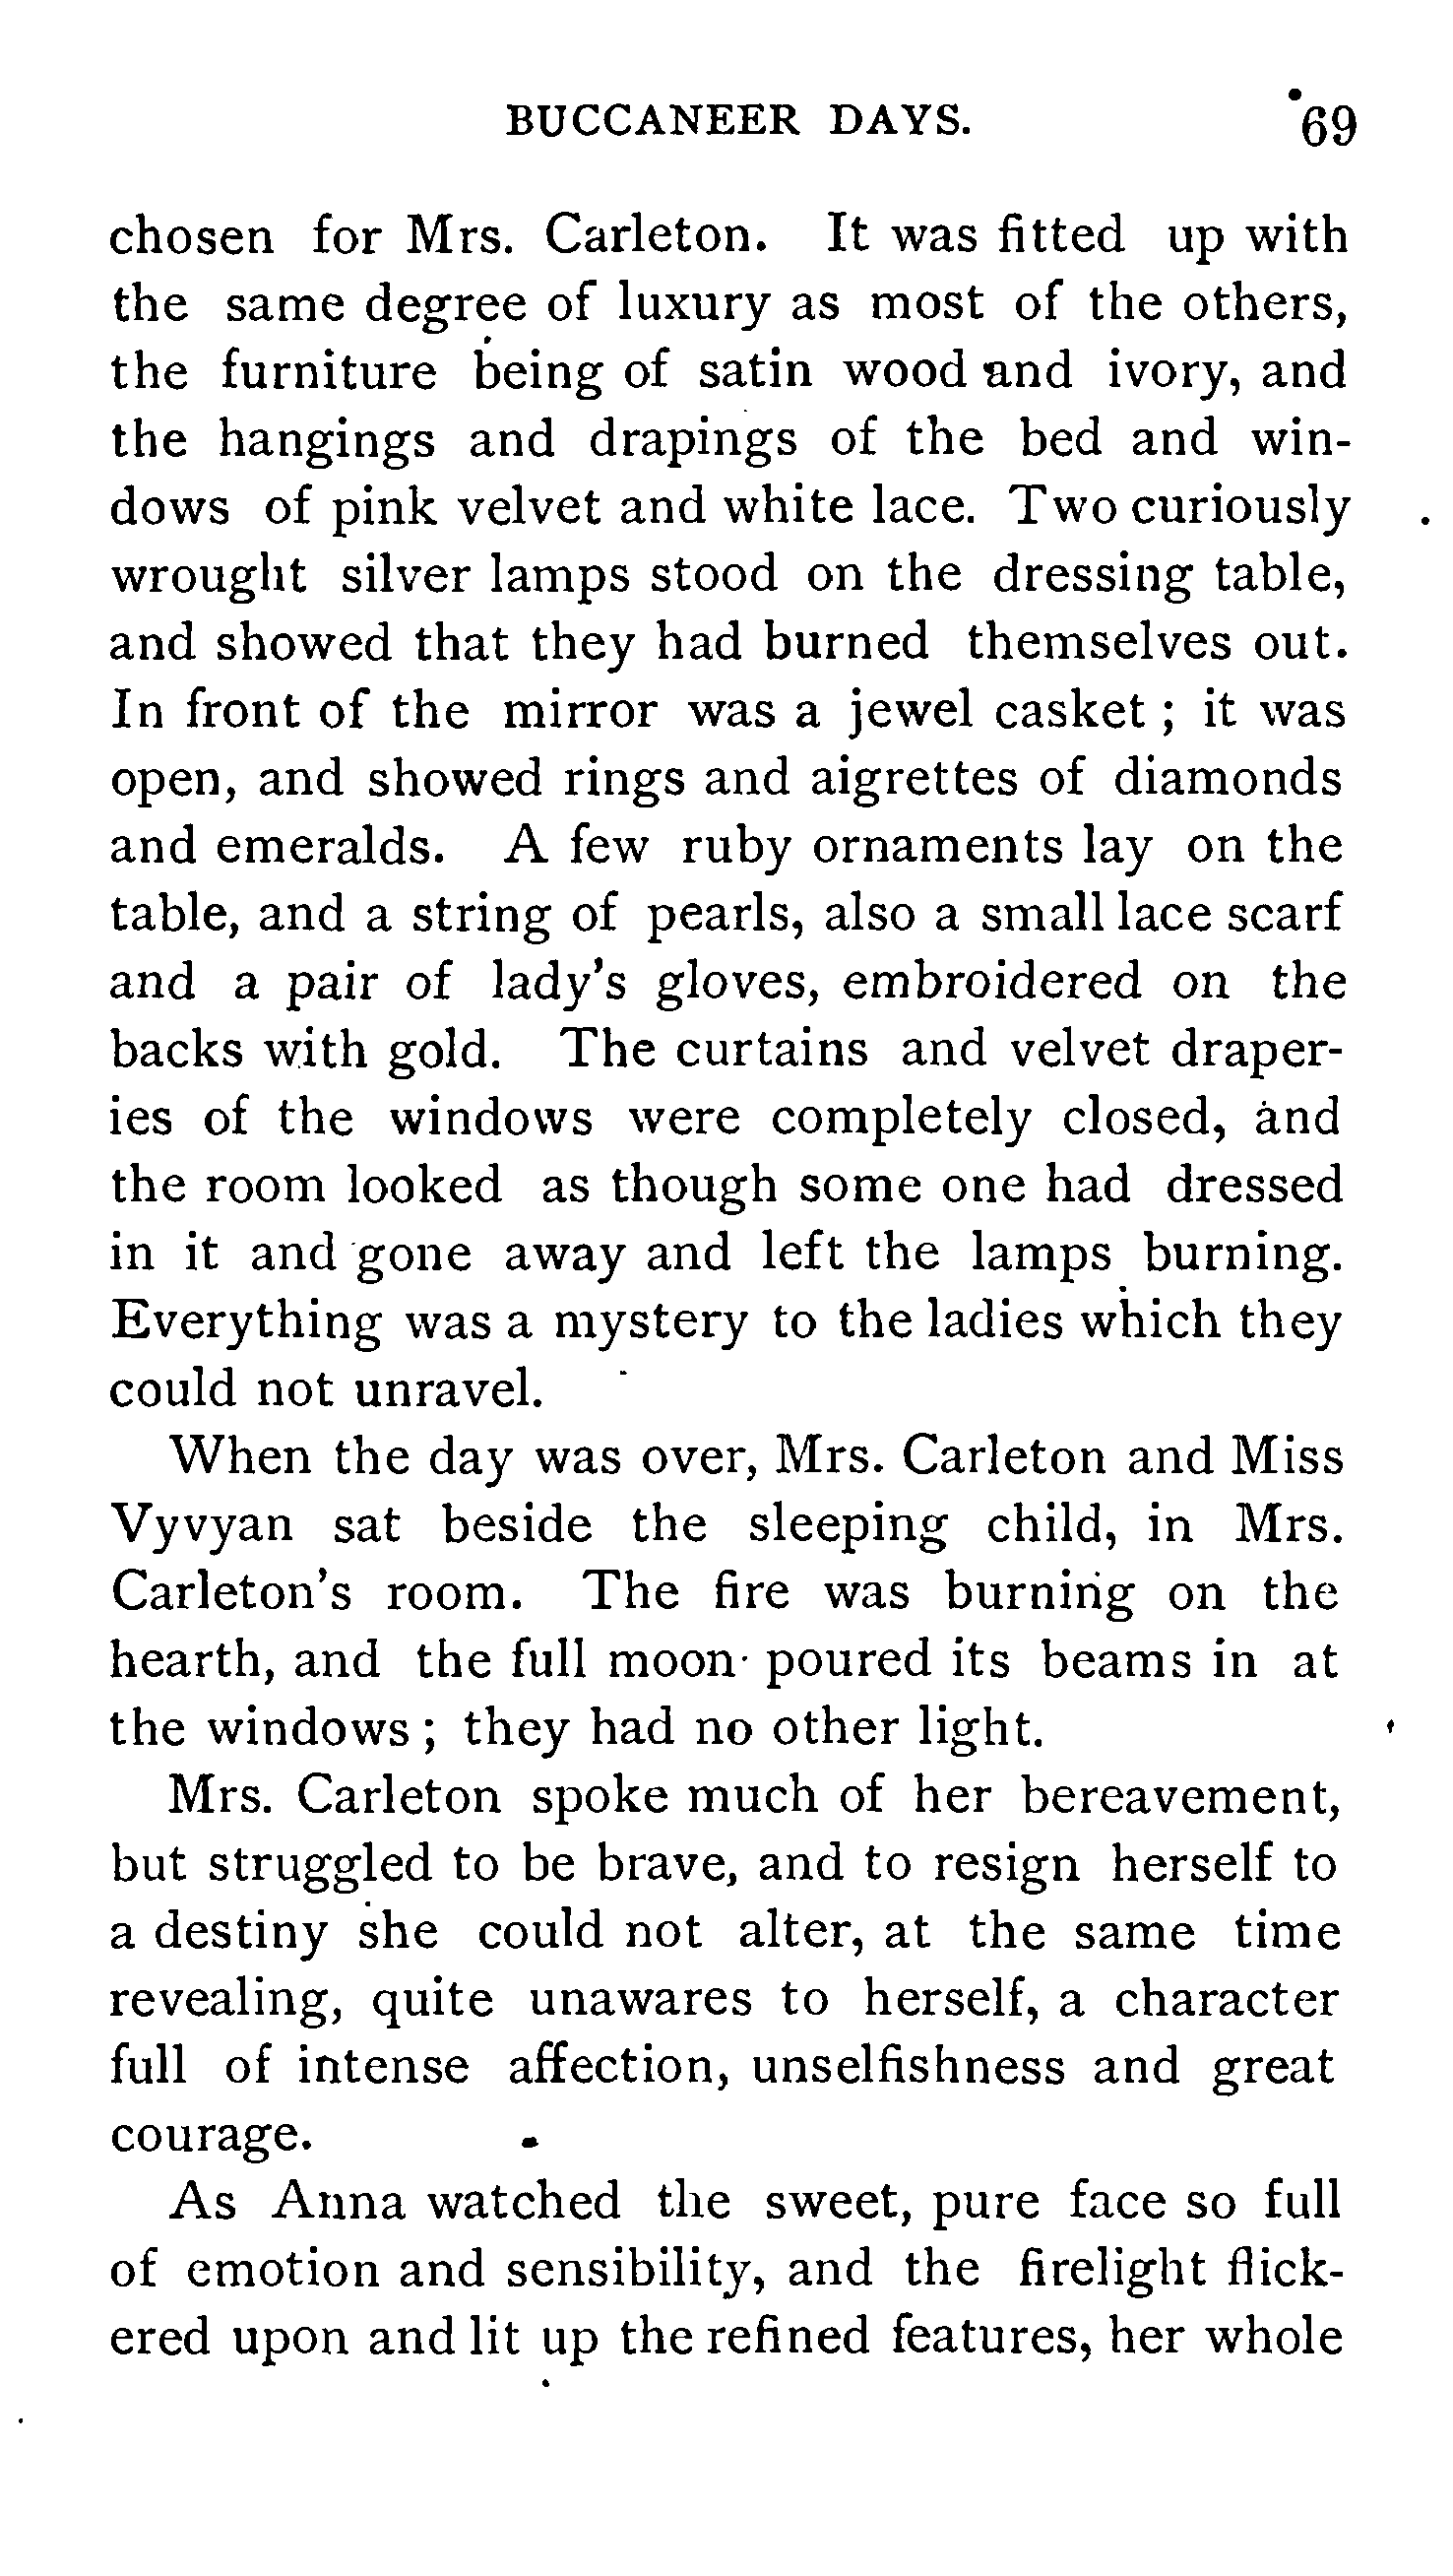 BUCCANEER DAYS. 69
chosen for Mrs. Carleton. It was fitted up with
the same degree of luxury as most of the others,
the furniture being of satin wood and ivory, and
the hangings and drapings of the bed and win-
dows of pink velvet and white lace. Two curiously
wrought silver lamps stood on the dressing table,
and showed that they had burned themselves out.
In front of the mirror was a jewel casket ; it was
open, and showed rings and aigrettes of diamonds
and emeralds. A few ruby ornaments lay on the
table, and a string of pearls, also a small lace scarf
and a pair of lady's gloves, embroidered on the
backs with gold. The curtains and velvet draper-
ies of the windows were completely closed, and
the room looked as though some one had dressed
in it and gone away and left the lamps burning.
Everything was a mystery to the ladies which they
could not unravel.
When the day was over, Mrs. Carleton and Miss
Vyvyan sat beside the sleeping child, in Mrs.
Carleton's room. The fire was burning on the
hearth, and the full moon poured its beams in at
the windows ; they had no other light.
Mrs. Carleton spoke much of her bereavement,
but struggled to be brave, and to resign herself to
a destiny she could not alter, at the same time
revealing, quite unawares to herself, a character
full of intense affection, unselfishness and great
courage.
As Anna watched the sweet, pure face so full
of emotion and sensibility, and the firelight flick-
ered upon and lit up the refined features, her whole